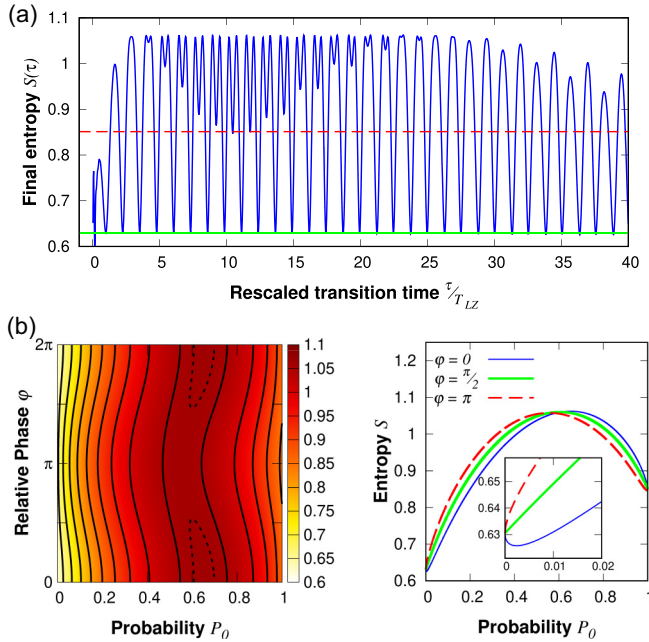 (a)
Final entropy S(τ)
1
0.9
0.8
0.7
0.6
0 5 10 15 20 25 30 35 40
Rescaled transition time τ/T_LZ
(b)
Relative Phase φ
2π
π
0
0 0.2 0.4 0.6 0.8 1
Probability P_0
1.1
1.05
1
0.95
0.9
0.85
0.8
0.75
0.7
0.65
0.6
Entropy S
1.2
1.1
1
0.9
0.8
0.7
0.6
φ = 0
φ = π/2
φ = π
0.65
0.64
0.63
0 0.01 0.02
0 0.2 0.4 0.6 0.8 1
Probability P_0